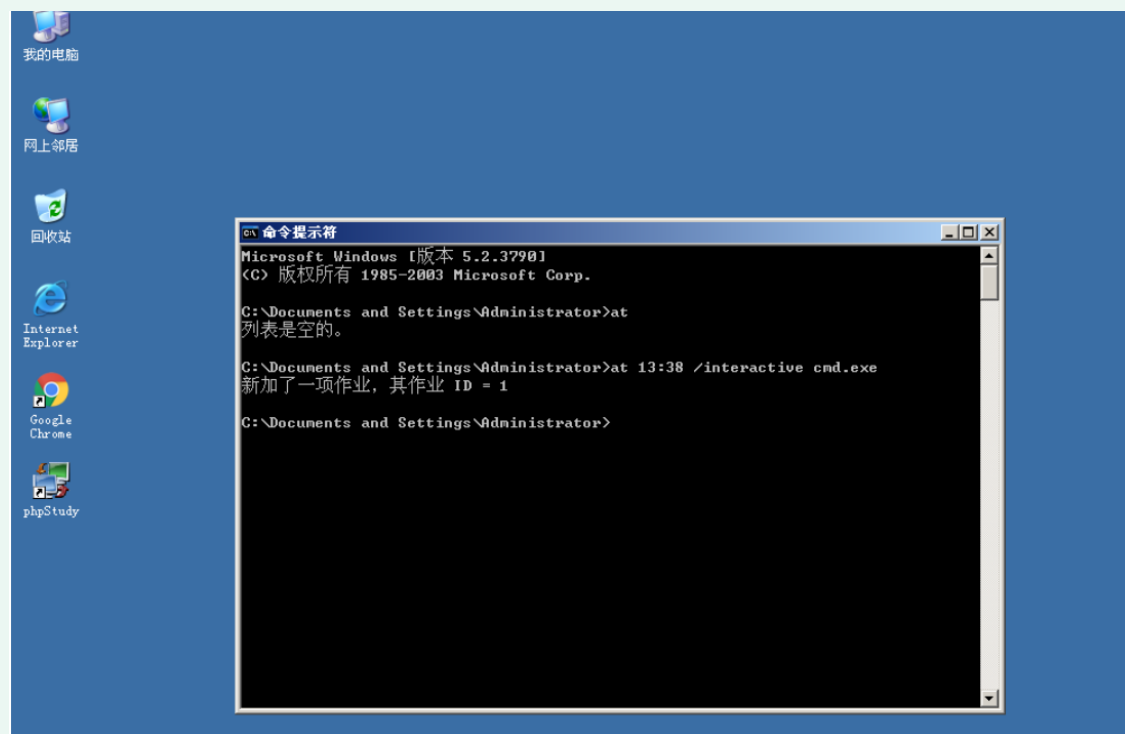 我的电脑
网上邻居
回收站
Internet
Explorer
Google
Chrome
phpStudy
命令提示符
Microsoft Windows [版本 5.2.3790]
(C) 版权所有 1985-2003 Microsoft Corp.
C:\Documents and Settings\Administrator>at
列表是空的。
C:\Documents and Settings\Administrator>at 13:38 /interactive cmd.exe
新加了一项作业，其作业 ID = 1
C:\Documents and Settings\Administrator>